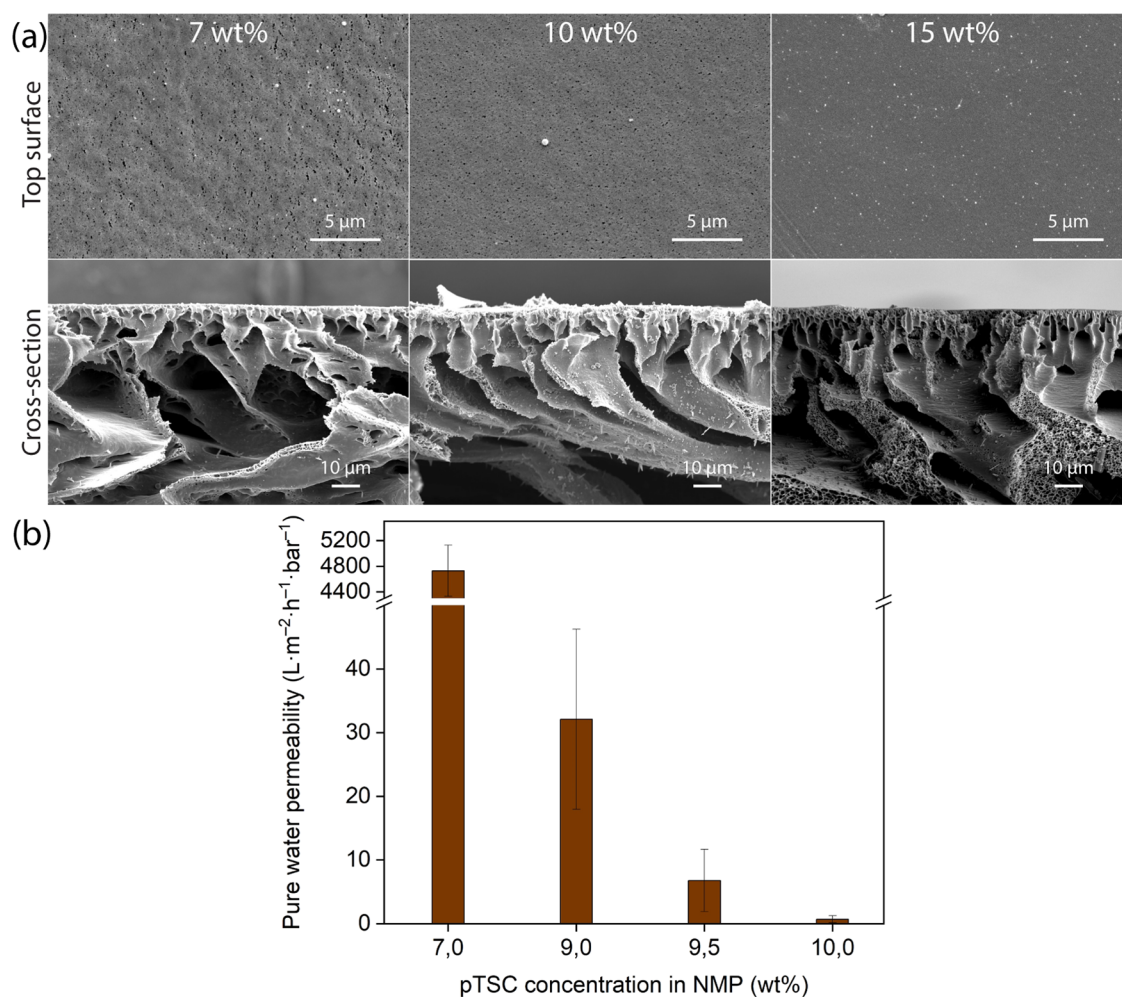 (a)
7 wt%
10 wt%
15 wt%
Top surface
5 µm
5 µm
5 µm
Cross-section
10 µm
10 µm
10 µm
(b)
Pure water permeability (L·m⁻²·h⁻¹·bar⁻¹)
5200
4800
4400
40
30
20
10
0
7,0
9,0
9,5
10,0
pTSC concentration in NMP (wt%)